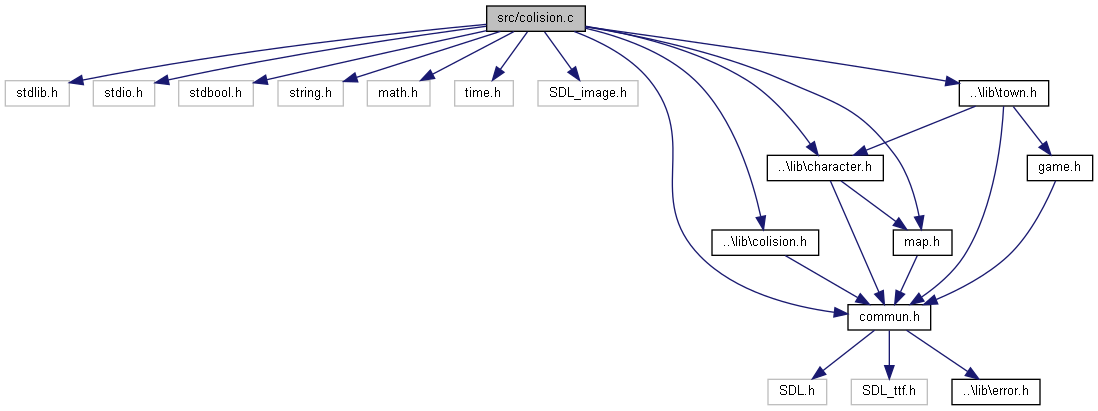 src/colision.c
stdlib.h
stdio.h
stdbool.h
string.h
math.h
time.h
SDL_image.h
..\lib\town.h
..\lib\character.h
game.h
..\lib\colision.h
map.h
commun.h
SDL.h
SDL_ttf.h
..\lib\error.h